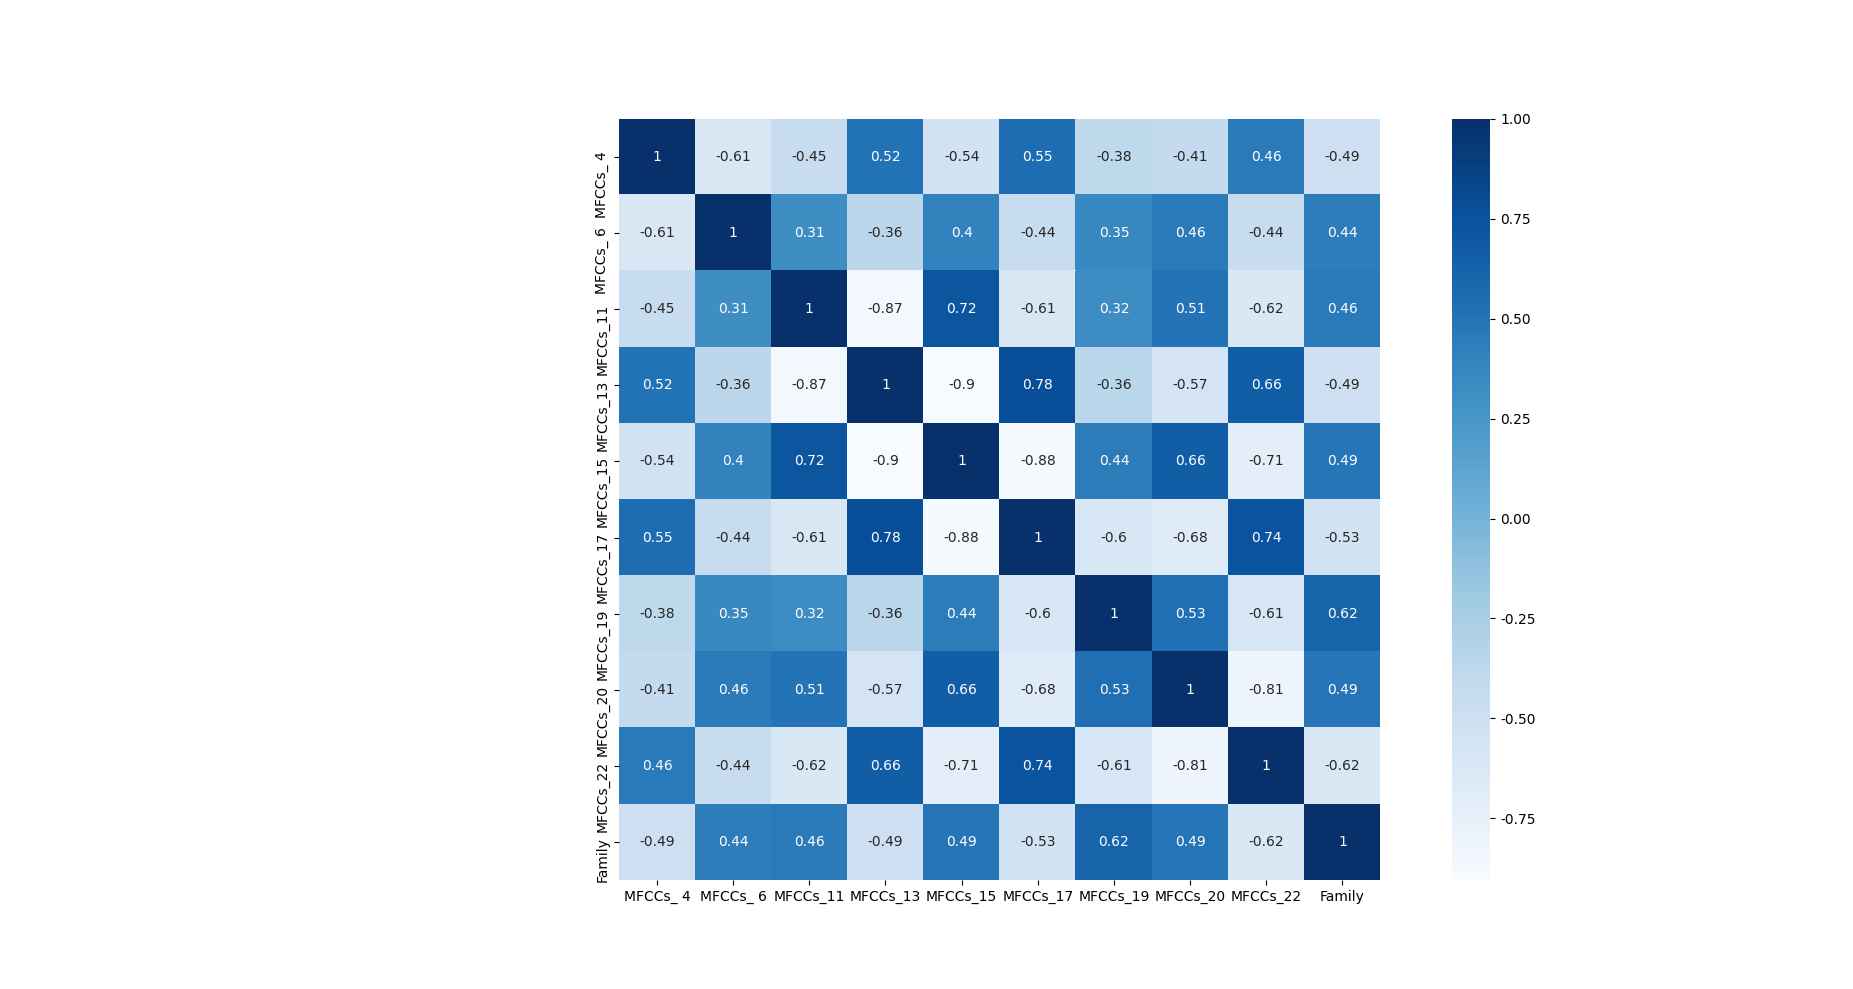 MFCCs_ 4 1 -0.61 -0.45 0.52 -0.54 0.55 -0.38 -0.41 0.46 -0.49
MFCCs_ 6 -0.61 1 0.31 -0.36 0.4 -0.44 0.35 0.46 -0.44 0.44
MFCCs_11 -0.45 0.31 1 -0.87 0.72 -0.61 0.32 0.51 -0.62 0.46
MFCCs_13 0.52 -0.36 -0.87 1 -0.9 0.78 -0.36 -0.57 0.66 -0.49
MFCCs_15 -0.54 0.4 0.72 -0.9 1 -0.88 0.44 0.66 -0.71 0.49
MFCCs_17 0.55 -0.44 -0.61 0.78 -0.88 1 -0.6 -0.68 0.74 -0.53
MFCCs_19 -0.38 0.35 0.32 -0.36 0.44 -0.6 1 0.53 -0.61 0.62
MFCCs_20 -0.41 0.46 0.51 -0.57 0.66 -0.68 0.53 1 -0.81 0.49
MFCCs_22 0.46 -0.44 -0.62 0.66 -0.71 0.74 -0.61 -0.81 1 -0.62
Family -0.49 0.44 0.46 -0.49 0.49 -0.53 0.62 0.49 -0.62 1
MFCCs_ 4 MFCCs_ 6 MFCCs_11 MFCCs_13 MFCCs_15 MFCCs_17 MFCCs_19 MFCCs_20 MFCCs_22 Family
1.00
0.75
0.50
0.25
0.00
-0.25
-0.50
-0.75